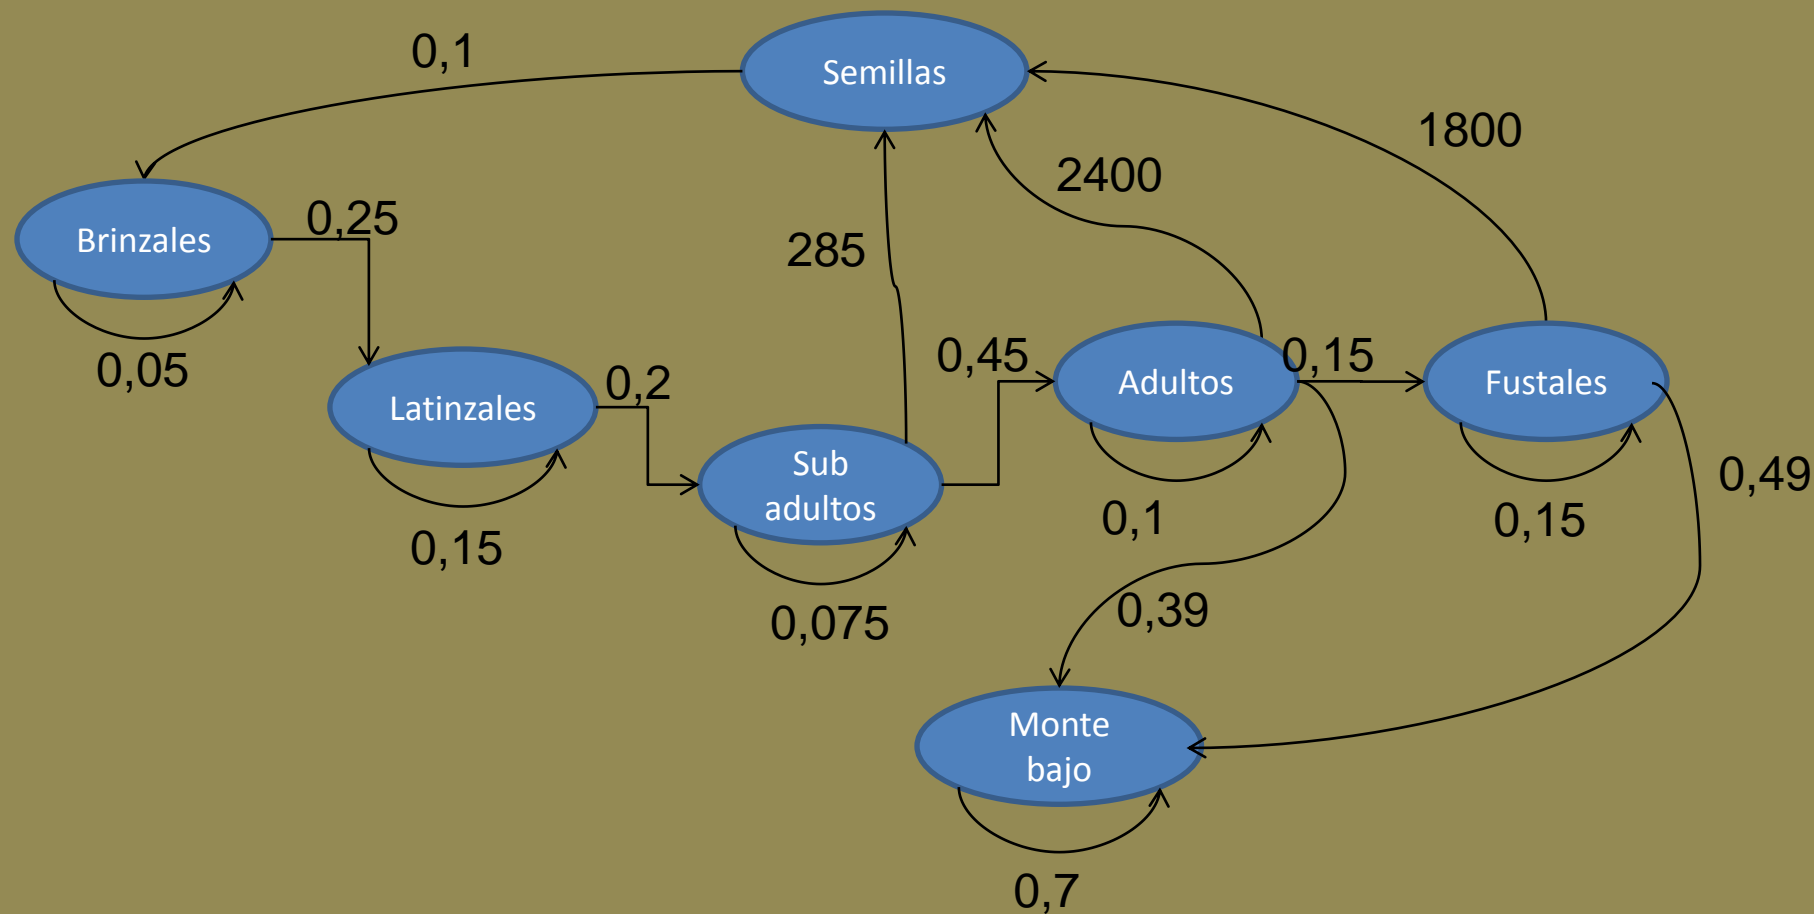 0,1
Semillas
1800
2400
Brinzales
0,25
285
0,05
Latinzales
0,2
0,45
Adultos
0,15
Fustales
0,49
Sub
adultos
0,15
0,1
0,15
0,075
0,39
Monte
bajo
0,7